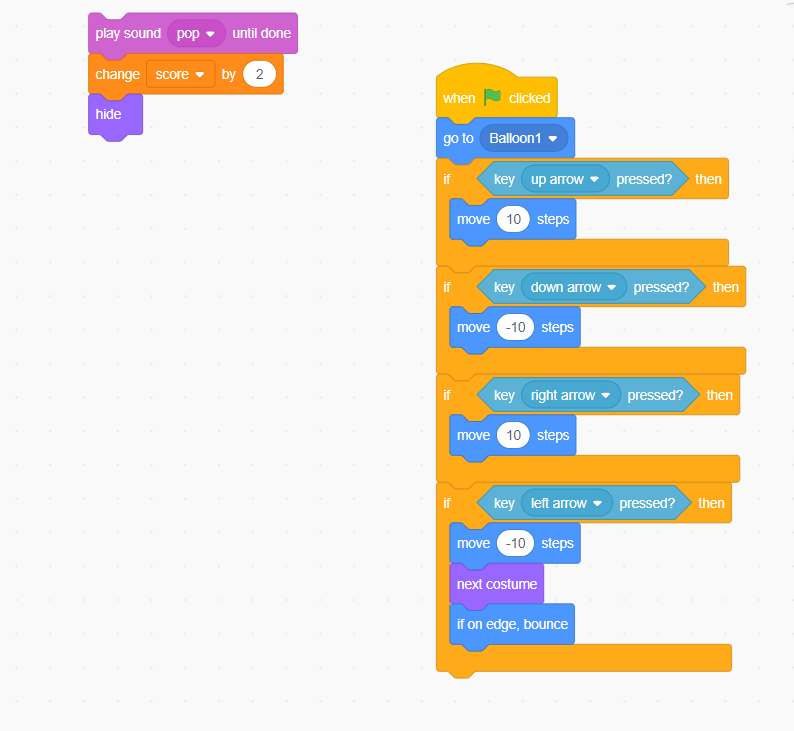 play sound pop until done
change score by 2
hide
when clicked
go to Balloon1
if key up arrow pressed? then
move 10 steps
if key down arrow pressed? then
move -10 steps
if key right arrow pressed? then
move 10 steps
if key left arrow pressed? then
move -10 steps
next costume
if on edge, bounce